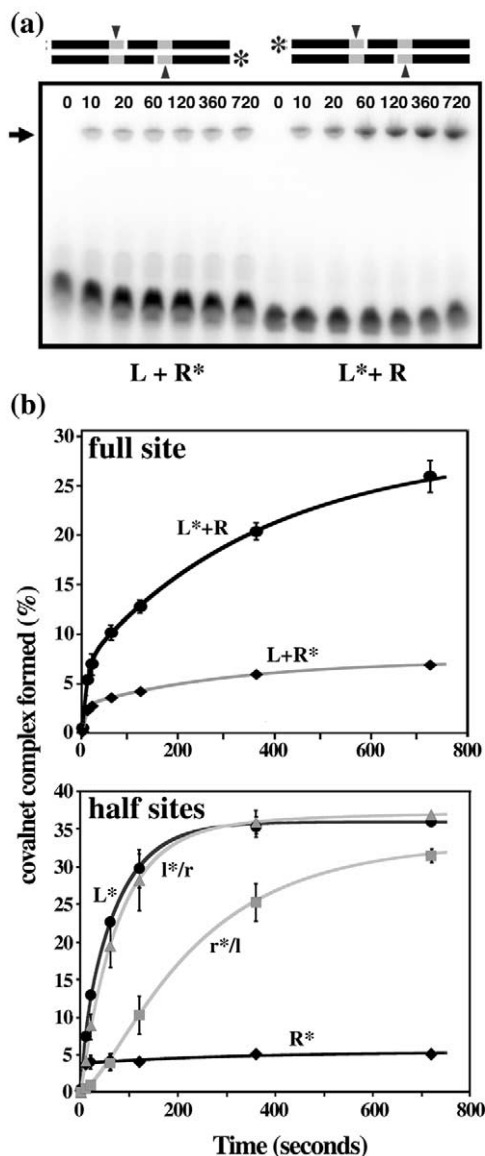 (a)
* *
0 10 20 60 120 360 720 0 10 20 60 120 360 720
L + R* L*+ R
(b)
full site
30
25
20
15
10
5
0
L*+R
L+R*
0 200 400 600 800
covalnet complex formed (%)
half sites
40
35
30
25
20
15
10
5
0
L*
l*/r
r*/l
R*
0 200 400 600 800
Time (seconds)